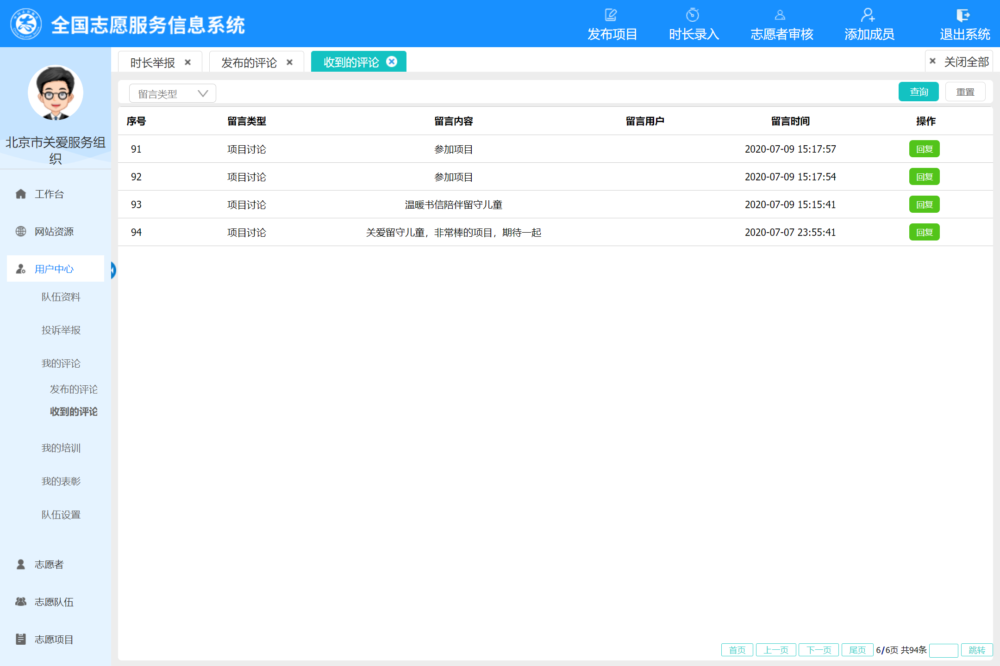 全国志愿服务信息系统
发布项目
时长录入
志愿者审核
添加成员
退出系统
时长举报
发布的评论
收到的评论
关闭全部
北京市关爱服务组
织
留言类型
查询
重置
序号 留言类型 留言内容 留言用户 留言时间 操作
91 项目讨论 参加项目 2020-07-09 15:17:57 回复
92 项目讨论 参加项目 2020-07-09 15:17:54 回复
93 项目讨论 温暖书信陪伴留守儿童 2020-07-09 15:15:41 回复
94 项目讨论 关爱留守儿童，非常棒的项目，期待一起 2020-07-07 23:55:41 回复
工作台
网站资源
用户中心
队伍资料
投诉举报
我的评论
发布的评论
收到的评论
我的培训
我的表彰
队伍设置
志愿者
志愿队伍
志愿项目
首页 上一页 下一页 尾页 6/6页 共94条 跳转